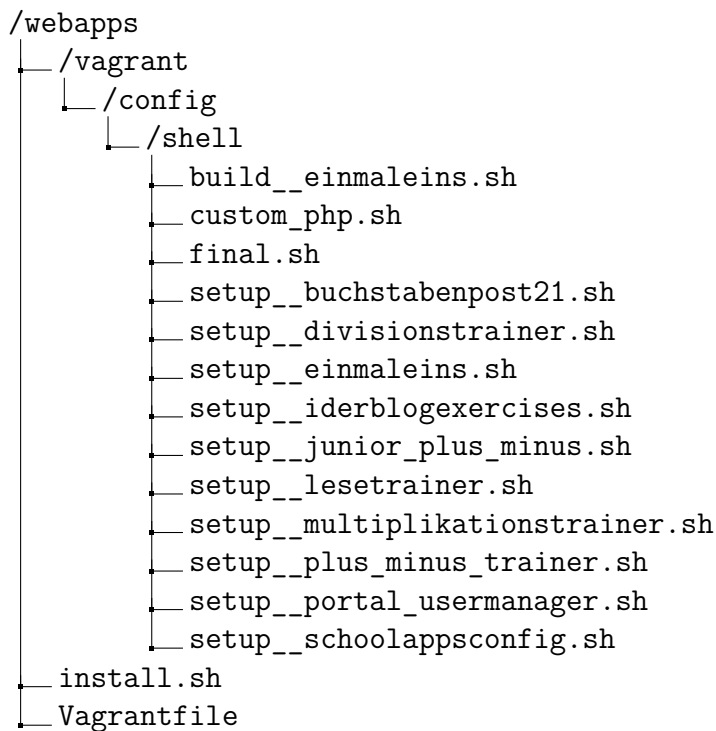 /webapps
/vagrant
/config
/shell
build__einmaleins.sh
custom_php.sh
final.sh
setup__buchstabenpost21.sh
setup__divisionstrainer.sh
setup__einmaleins.sh
setup__iderblogexercises.sh
setup__junior_plus_minus.sh
setup__lesetrainer.sh
setup__multiplikationstrainer.sh
setup__plus_minus_trainer.sh
setup__portal_usermanager.sh
setup__schoolappsconfig.sh
install.sh
Vagrantfile